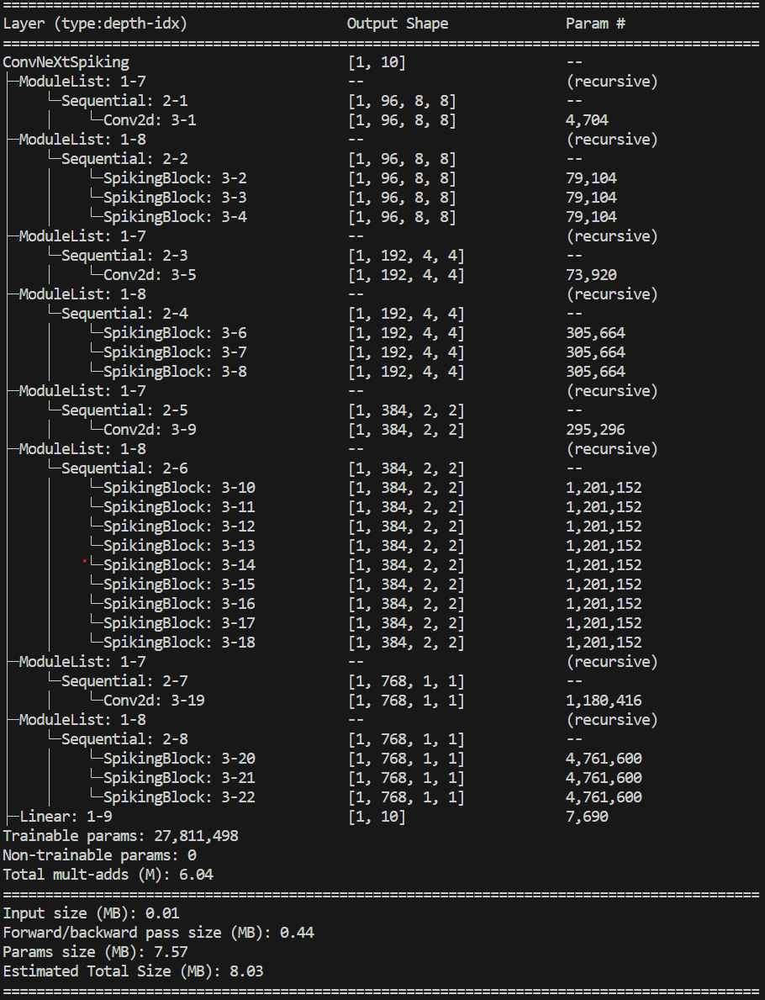 ==========================================================================================
Layer (type:depth-idx)                   Output Shape              Param #
==========================================================================================
ConvNeXtSpiking                          [1, 10]                   --
├─ModuleList: 1-7                        --                        (recursive)
│    └─Sequential: 2-1                   [1, 96, 8, 8]             --
│    │    └─Conv2d: 3-1                  [1, 96, 8, 8]             4,704
├─ModuleList: 1-8                        --                        (recursive)
│    └─Sequential: 2-2                   [1, 96, 8, 8]             --
│    │    └─SpikingBlock: 3-2            [1, 96, 8, 8]             79,104
│    │    └─SpikingBlock: 3-3            [1, 96, 8, 8]             79,104
│    │    └─SpikingBlock: 3-4            [1, 96, 8, 8]             79,104
├─ModuleList: 1-7                        --                        (recursive)
│    └─Sequential: 2-3                   [1, 192, 4, 4]            --
│    │    └─Conv2d: 3-5                  [1, 192, 4, 4]            73,920
├─ModuleList: 1-8                        --                        (recursive)
│    └─Sequential: 2-4                   [1, 192, 4, 4]            --
│    │    └─SpikingBlock: 3-6            [1, 192, 4, 4]            305,664
│    │    └─SpikingBlock: 3-7            [1, 192, 4, 4]            305,664
│    │    └─SpikingBlock: 3-8            [1, 192, 4, 4]            305,664
├─ModuleList: 1-7                        --                        (recursive)
│    └─Sequential: 2-5                   [1, 384, 2, 2]            --
│    │    └─Conv2d: 3-9                  [1, 384, 2, 2]            295,296
├─ModuleList: 1-8                        --                        (recursive)
│    └─Sequential: 2-6                   [1, 384, 2, 2]            --
│    │    └─SpikingBlock: 3-10           [1, 384, 2, 2]            1,201,152
│    │    └─SpikingBlock: 3-11           [1, 384, 2, 2]            1,201,152
│    │    └─SpikingBlock: 3-12           [1, 384, 2, 2]            1,201,152
│    │    └─SpikingBlock: 3-13           [1, 384, 2, 2]            1,201,152
│    │    └─SpikingBlock: 3-14           [1, 384, 2, 2]            1,201,152
│    │    └─SpikingBlock: 3-15           [1, 384, 2, 2]            1,201,152
│    │    └─SpikingBlock: 3-16           [1, 384, 2, 2]            1,201,152
│    │    └─SpikingBlock: 3-17           [1, 384, 2, 2]            1,201,152
│    │    └─SpikingBlock: 3-18           [1, 384, 2, 2]            1,201,152
├─ModuleList: 1-7                        --                        (recursive)
│    └─Sequential: 2-7                   [1, 768, 1, 1]            --
│    │    └─Conv2d: 3-19                 [1, 768, 1, 1]            1,180,416
├─ModuleList: 1-8                        --                        (recursive)
│    └─Sequential: 2-8                   [1, 768, 1, 1]            --
│    │    └─SpikingBlock: 3-20           [1, 768, 1, 1]            4,761,600
│    │    └─SpikingBlock: 3-21           [1, 768, 1, 1]            4,761,600
│    │    └─SpikingBlock: 3-22           [1, 768, 1, 1]            4,761,600
├─Linear: 1-9                            [1, 10]                   7,690
Trainable params: 27,811,498
Non-trainable params: 0
Total mult-adds (M): 6.04
==========================================================================================
Input size (MB): 0.01
Forward/backward pass size (MB): 0.44
Params size (MB): 7.57
Estimated Total Size (MB): 8.03
==========================================================================================